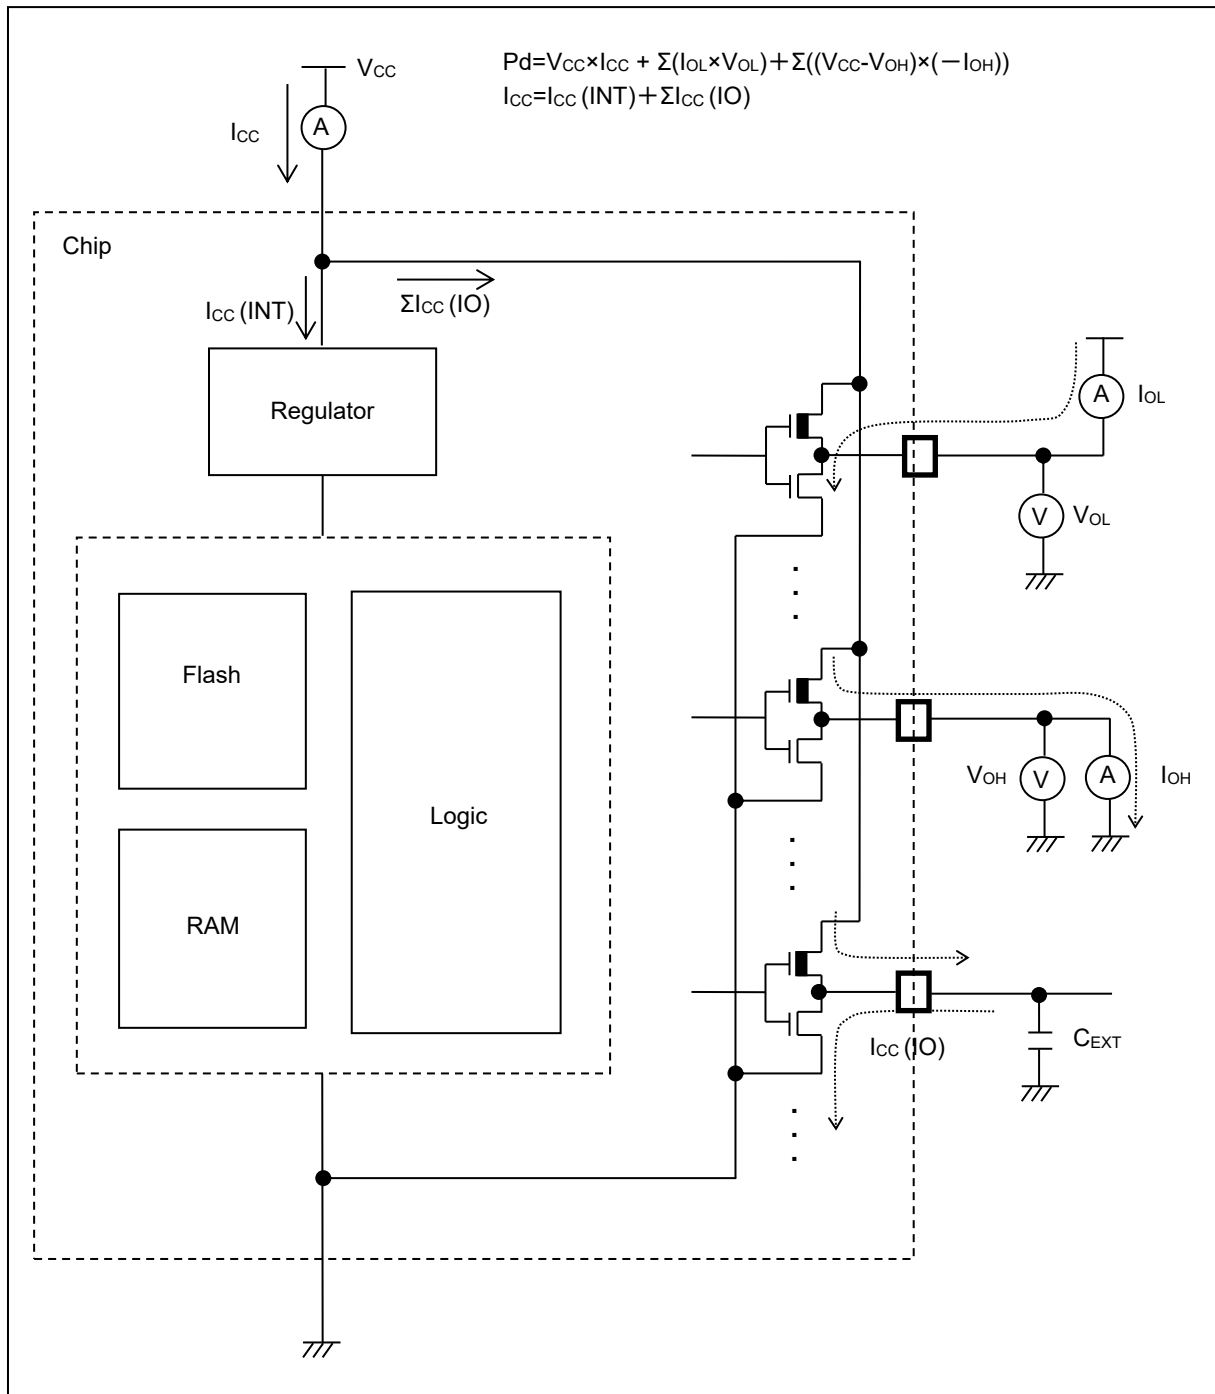 Pd=VCC×ICC + Σ(IOL×VOL)+Σ((VCC-VOH)×(-IOH))
ICC=ICC(INT)+ΣICC(IO)
VCC
A
ICC
Chip
ICC(INT)
ΣICC(IO)
Regulator
A
IOL
V
VOL
Flash
Logic
RAM
VOH
V
A
IOH
ICC(IO)
CEXT